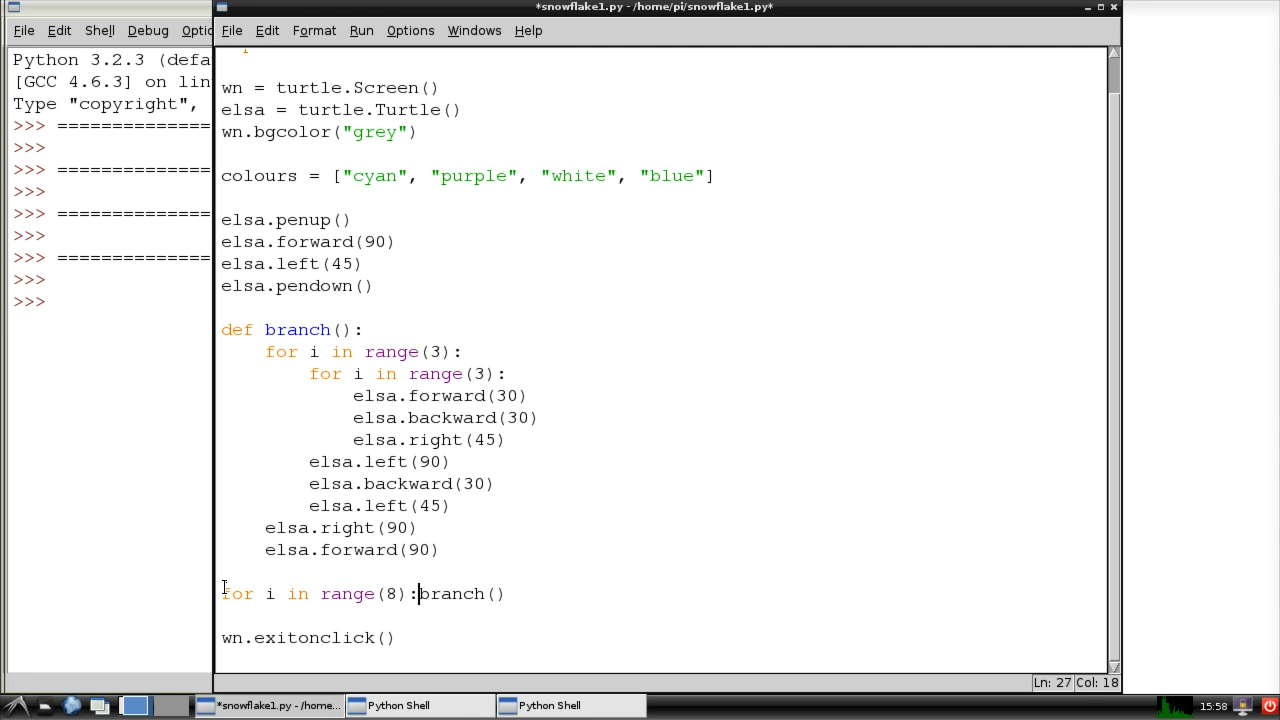 *snowflake1.py - /home/pi/snowflake1.py*
File Edit Shell Debug Optio
File Edit Format Run Options Windows Help
Python 3.2.3 (defa
[GCC 4.6.3] on lin
Type "copyright",
>>> ==============
>>>
>>> ==============
>>>
>>> ==============
>>>
>>> ==============
>>>
>>>
wn = turtle.Screen()
elsa = turtle.Turtle()
wn.bgcolor("grey")
colours = ["cyan", "purple", "white", "blue"]
elsa.penup()
elsa.forward(90)
elsa.left(45)
elsa.pendown()
def branch():
    for i in range(3):
        for i in range(3):
            elsa.forward(30)
            elsa.backward(30)
            elsa.right(45)
        elsa.left(90)
        elsa.backward(30)
        elsa.left(45)
    elsa.right(90)
    elsa.forward(90)
for i in range(8):branch()
wn.exitonclick()
Ln: 27 Col: 18
*snowflake1.py - /home... Python Shell Python Shell 15:58